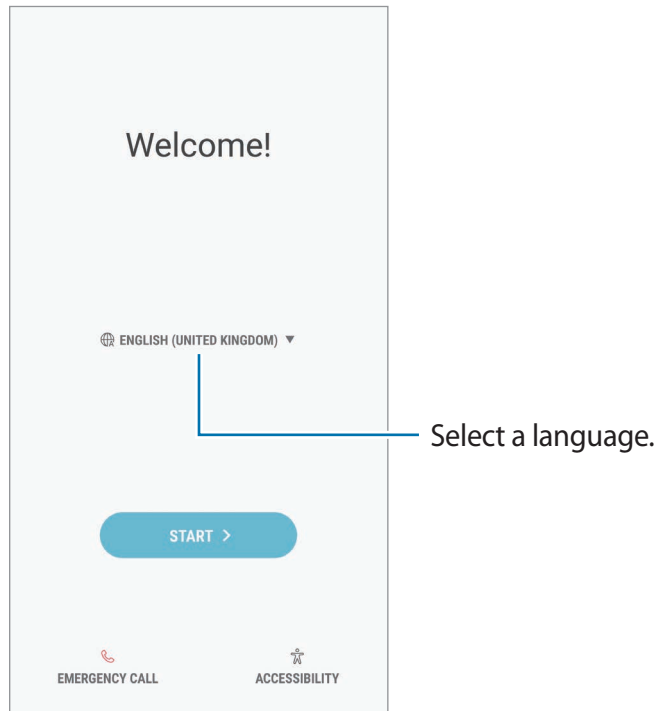 Welcome!
ENGLISH (UNITED KINGDOM) ▼
Select a language.
START >
EMERGENCY CALL
ACCESSIBILITY